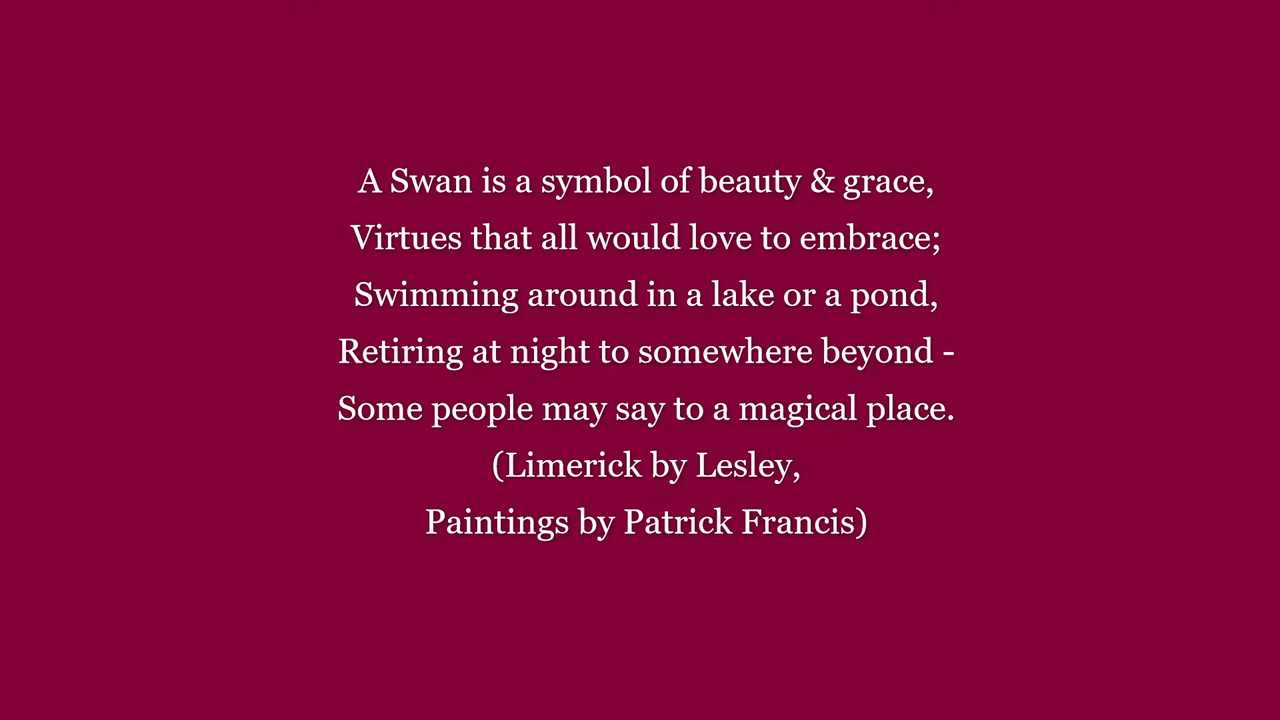 A Swan is a symbol of beauty & grace,
Virtues that all would love to embrace;
Swimming around in a lake or a pond,
Retiring at night to somewhere beyond -
Some people may say to a magical place.
(Limerick by Lesley,
Paintings by Patrick Francis)